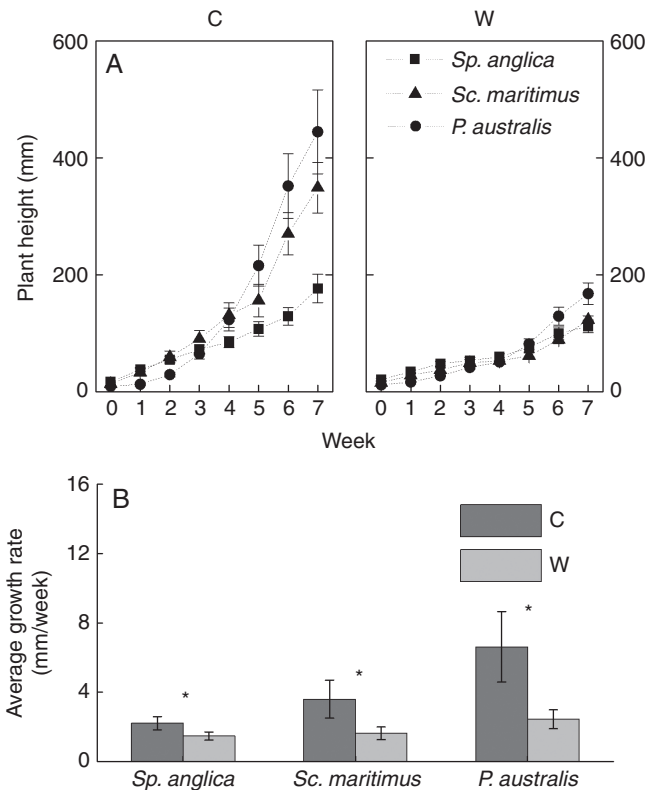 C W
600 600
A
Sp. anglica
Sc. maritimus
P. australis
400 400
Plant height (mm)
200 200
0 0
0 1 2 3 4 5 6 7 0 1 2 3 4 5 6 7
Week
16
B
C
12
W
Average growth rate
(mm/week)
8
* * *
4
0
Sp. anglica Sc. maritimus P. australis